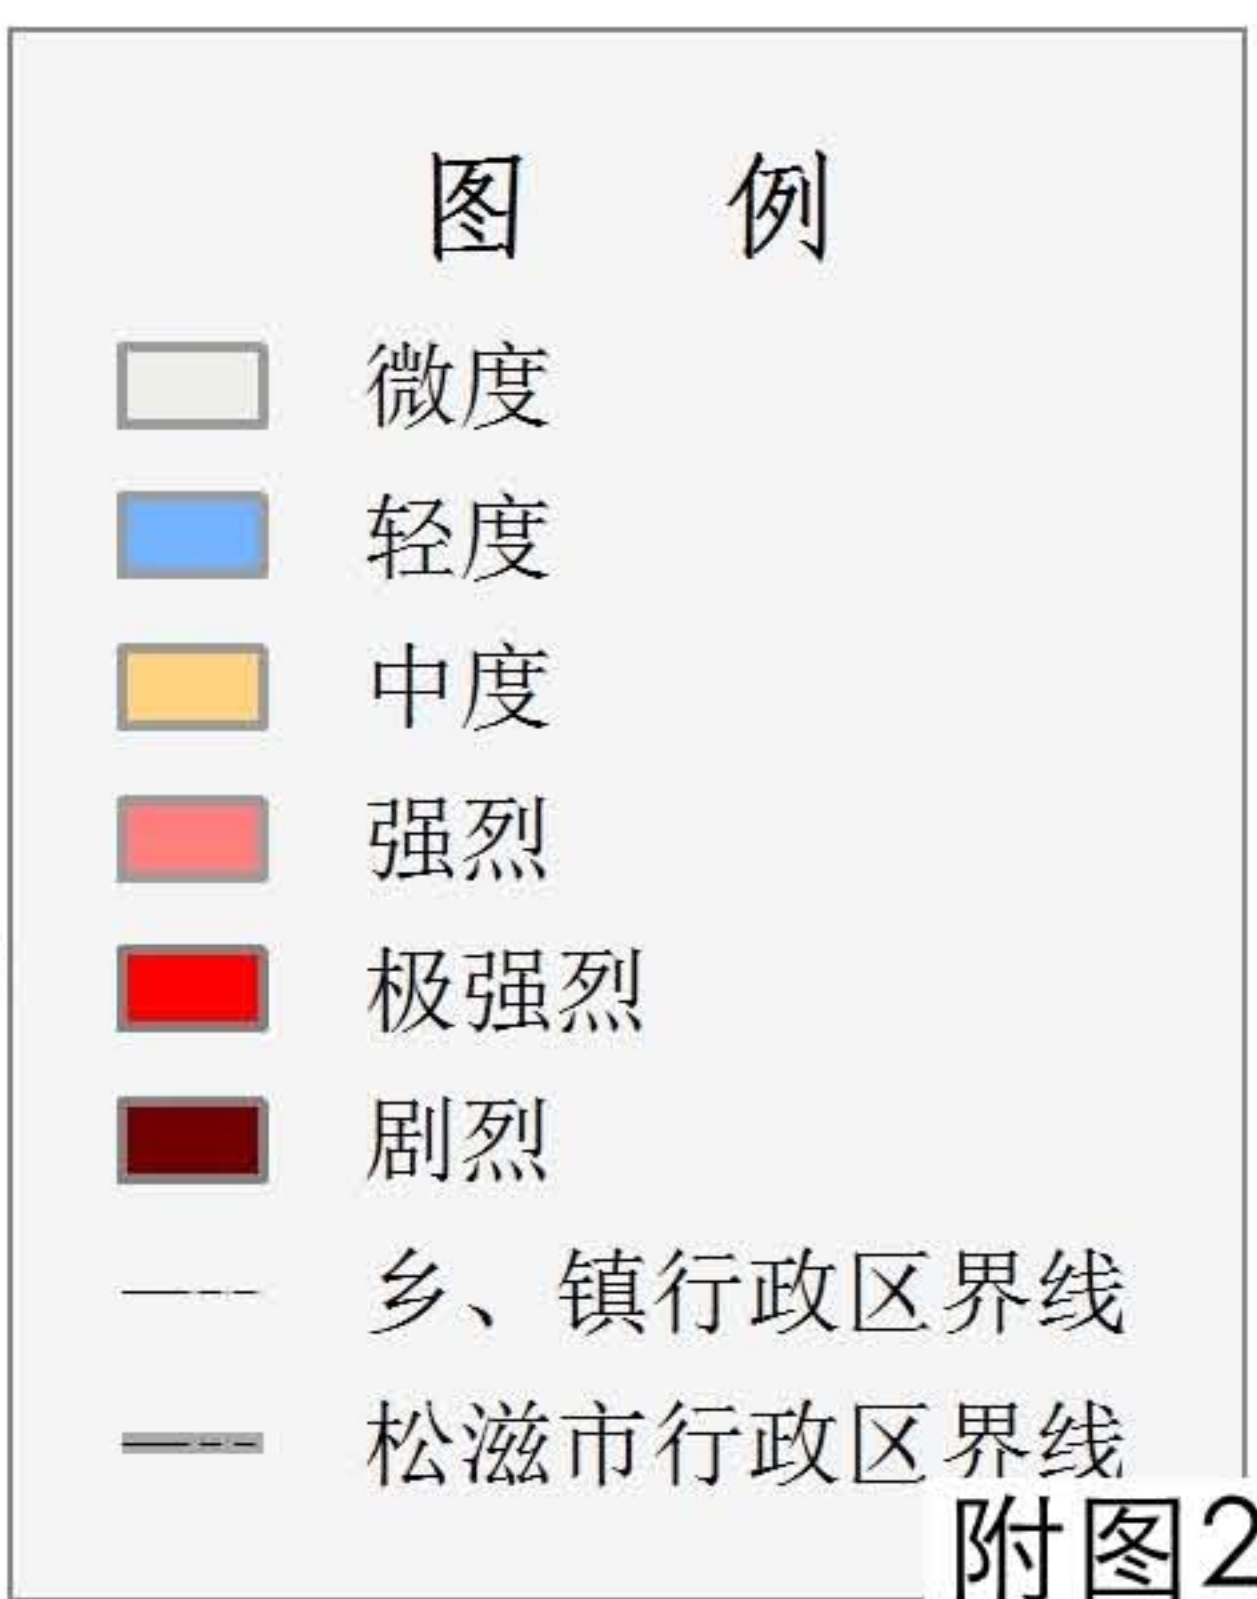 图 例
微度
轻度
中度
强烈
极强烈
剧烈
乡、镇行政区界线
松滋市行政区界线
附图2